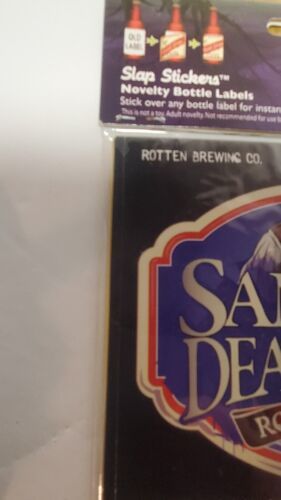 OLD
LABEL
Slap Stickers™
Novelty Bottle Labels
Stick over any bottle label for instan
This is not a toy. Adult novelty. Not recommended for use b
ROTTEN BREWING CO.
SA
DEA
RO